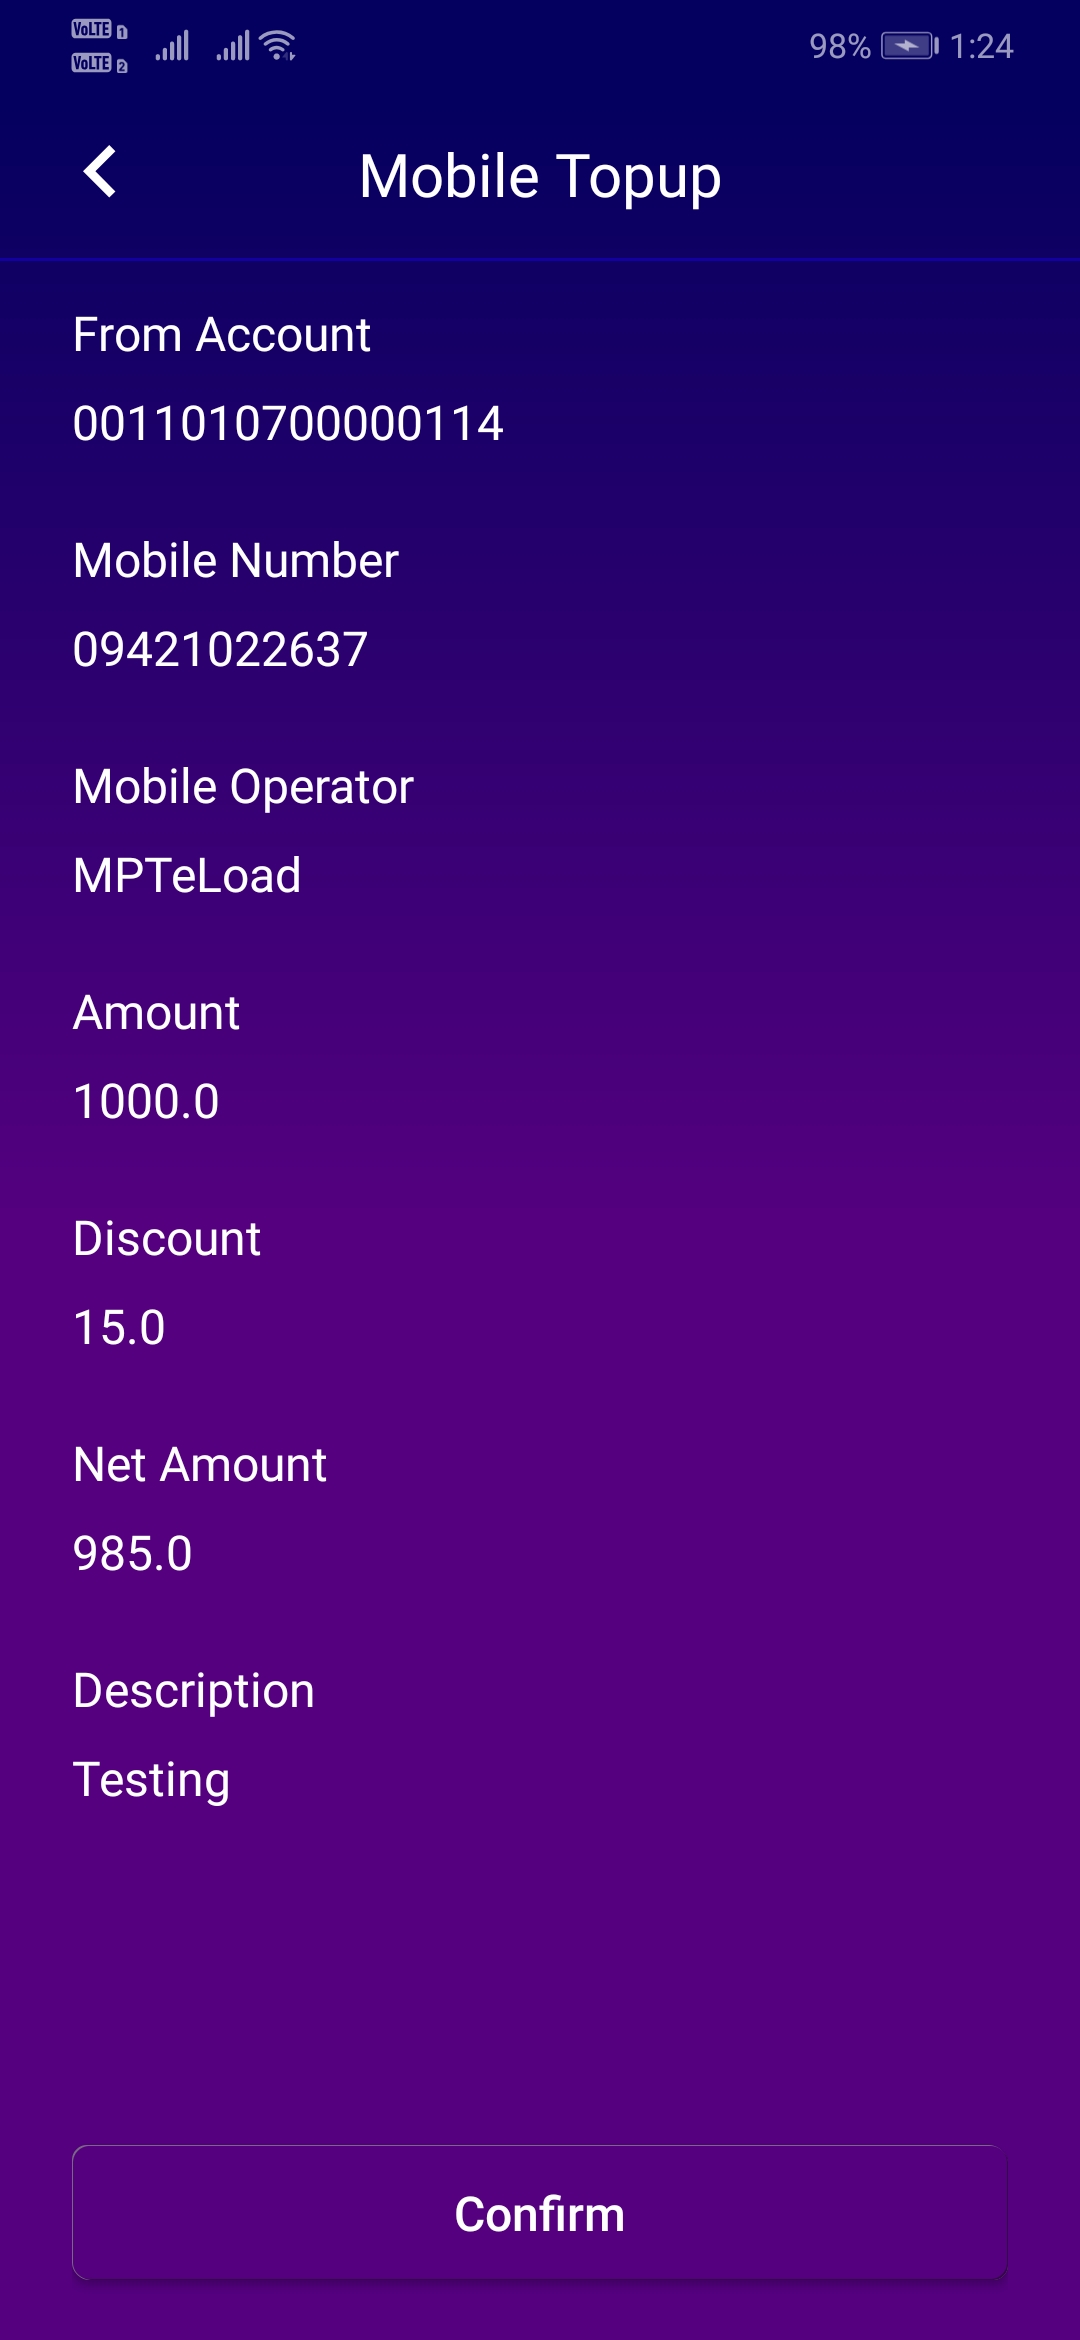 VoLTE 1
VoLTE 2
98% 1:24
Mobile Topup
From Account
0011010700000114
Mobile Number
09421022637
Mobile Operator
MPTeLoad
Amount
1000.0
Discount
15.0
Net Amount
985.0
Description
Testing
Confirm